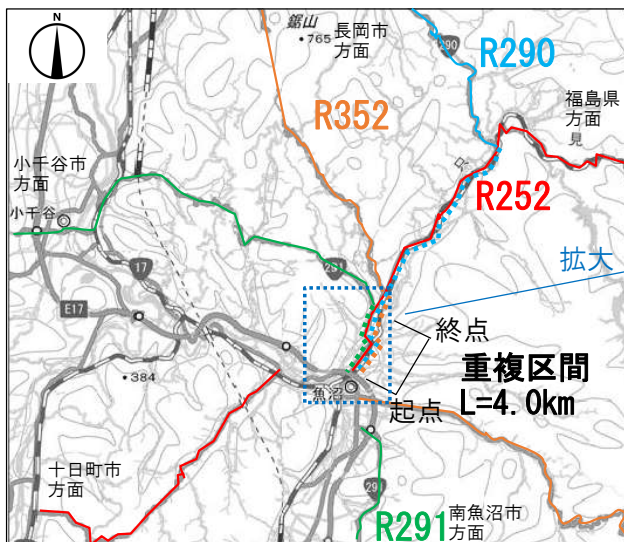 N
鋸山
•765
長岡市
方面
290
R290
R352
福島県
方面
見
只
小千谷市
方面
小千谷
R252
17
291
拡大
E17
終点
重複区間
L=4.0km
•384
魚沼
起点
十日町市
方面
291
R291
南魚沼市
方面